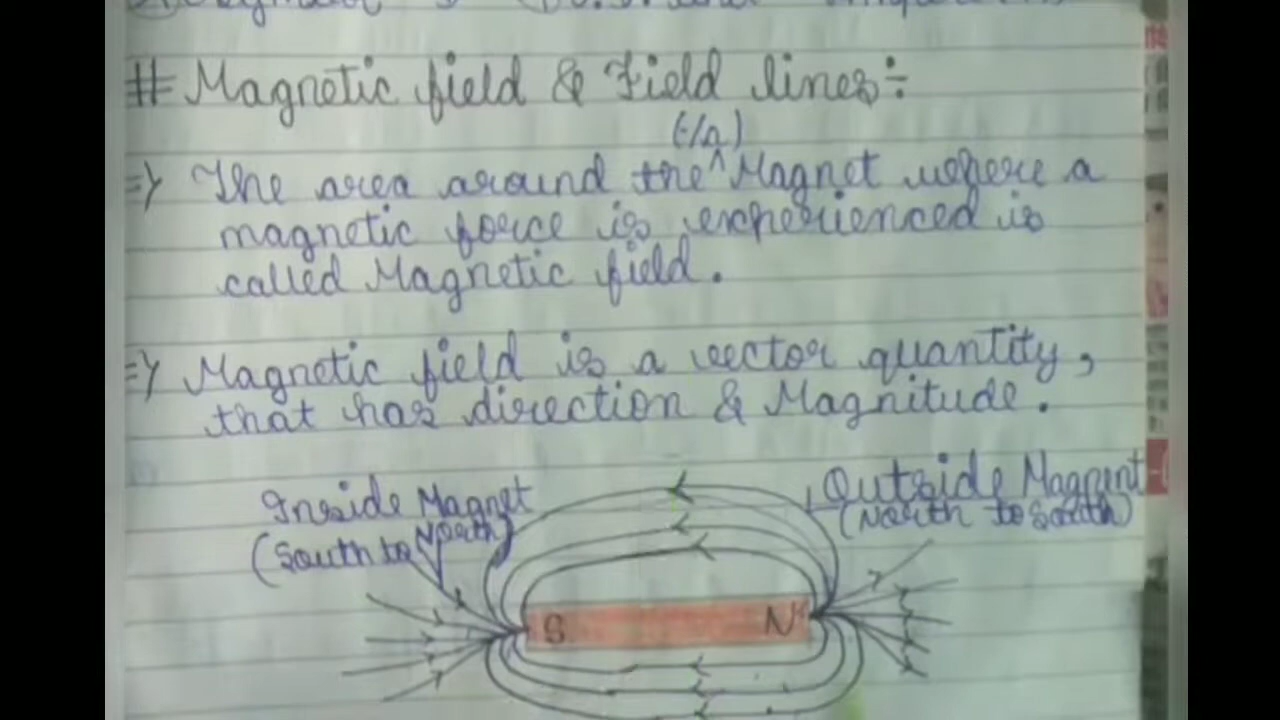 # Magnetic field & Field lines÷
(-/a)
=> The area around the ^ Magnet where a
magnetic force is experienced is
called Magnetic field.
=> Magnetic field is a vector quantity,
that has direction & Magnitude.
Inside Magnet
(South to North)
Outside Magnent
(North to South)
S
N